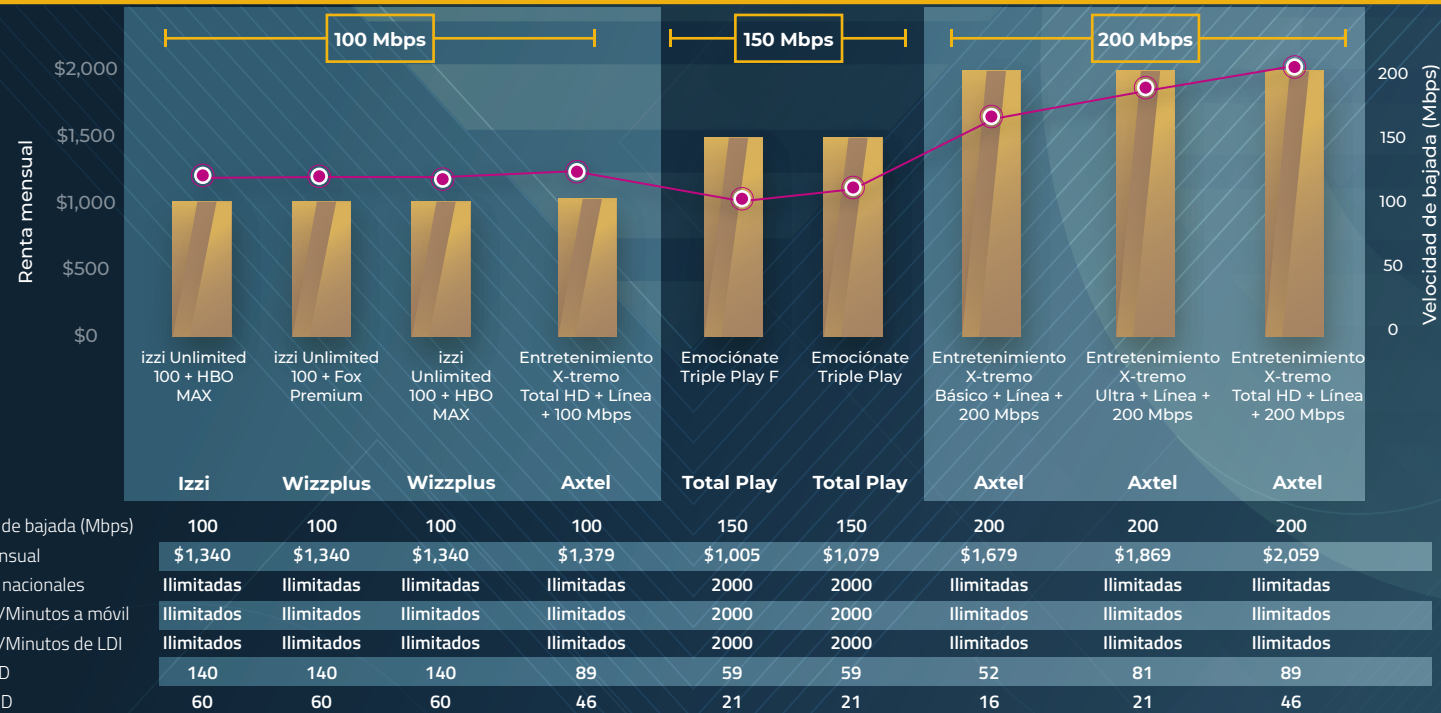 100 Mbps
150 Mbps
200 Mbps
Renta mensual
$2,000
$1,500
$1,000
$500
$0
200
150
100
50
0
Velocidad de bajada (Mbps)
izzi Unlimited
100 + HBO
MAX
izzi Unlimited
100 + Fox
Premium
izzi
Unlimited
100 + HBO
MAX
Entretenimiento
X-tremo
Total HD + Línea
+ 100 Mbps
Emociónate
Triple Play F
Emociónate
Triple Play
Entretenimiento
X-tremo
Básico + Línea +
200 Mbps
Entretenimiento
X-tremo
Ultra + Línea +
200 Mbps
Entretenimiento
X-tremo
Total HD + Línea
+ 200 Mbps
Izzi Wizzplus Wizzplus Axtel Total Play Total Play Axtel Axtel Axtel
de bajada (Mbps) 100 100 100 100 150 150 200 200 200
nsual $1,340 $1,340 $1,340 $1,379 $1,005 $1,079 $1,679 $1,869 $2,059
nacionales Ilimitadas Ilimitadas Ilimitadas Ilimitadas 2000 2000 Ilimitadas Ilimitadas Ilimitadas
/Minutos a móvil Ilimitados Ilimitados Ilimitados Ilimitados 2000 2000 Ilimitados Ilimitados Ilimitados
/Minutos de LDI Ilimitados Ilimitados Ilimitados Ilimitados 2000 2000 Ilimitados Ilimitados Ilimitados
D 140 140 140 89 59 59 52 81 89
D 60 60 60 46 21 21 16 21 46